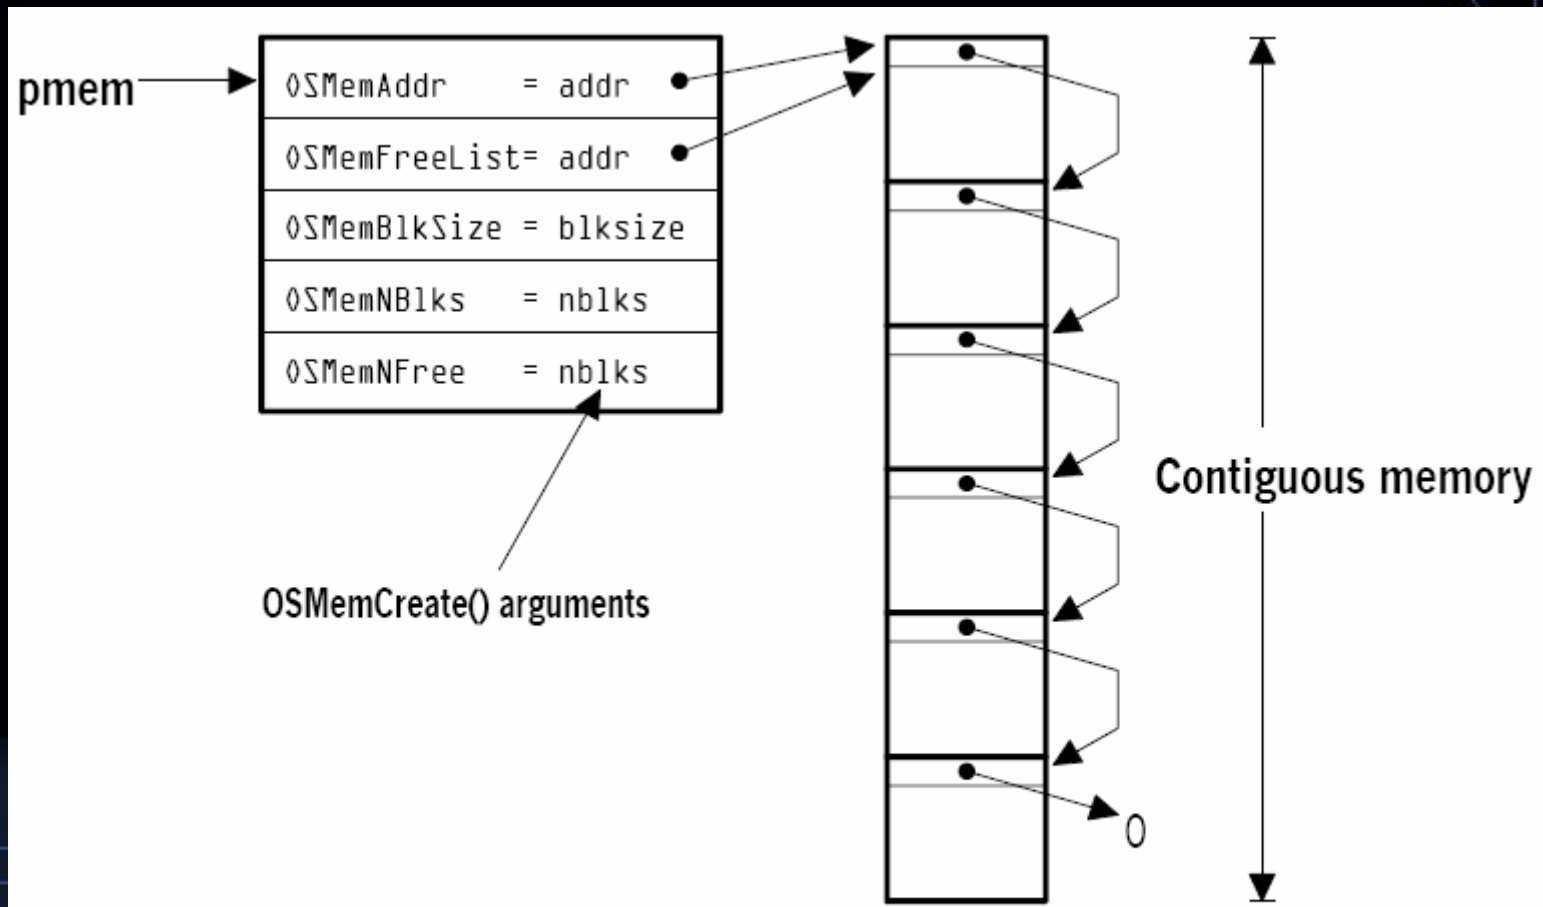 pmem
OSMemAddr = addr
OSMemFreeList= addr
OSMemBlkSize = blksize
OSMemNBlks = nblks
OSMemNFree = nblks
OSMemCreate() arguments
Contiguous memory
0